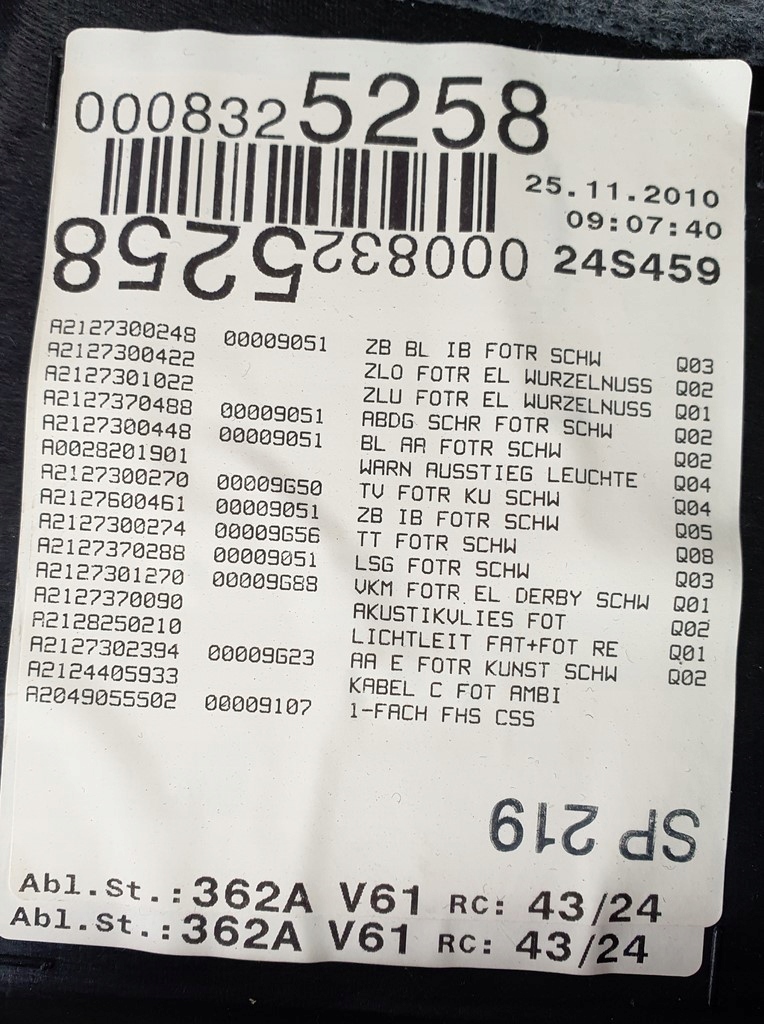 0008325258
25.11.2010
09:07:40
0008325258 24S459
A2127300248 00009051 ZB BL IB FOTR SCHW Q03
A2127300422 ZLO FOTR EL WURZELNUSS Q02
A2127301022 ZLU FOTR EL WURZELNUSS Q01
A2127370488 00009051 ABDG SCHR FOTR SCHW Q02
A2127300448 00009051 BL AA FOTR SCHW Q02
A0028201901 WARN AUSSTIEG LEUCHTE Q04
A2127300270 00009G50 TV FOTR KU SCHW Q04
A2127600461 00009051 ZB IB FOTR SCHW Q05
A2127300274 00009G56 TT FOTR SCHW Q08
A2127370288 00009051 LSG FOTR SCHW Q03
A2127301270 00009G88 VKM FOTR EL DERBY SCHW Q01
A2127370090 AKUSTIKVLIES FOT Q02
A2128250210 LICHTLEIT FAT+FOT RE Q01
A2127302394 00009G23 AA E FOTR KUNST SCHW Q02
A2124405933 KABEL C FOT AMBI
A2049055502 00009107 1-FACH FHS CSS
SP 219
Abl.St.:362A V61 RC: 43/24
Abl.St.:362A V61 RC: 43/24